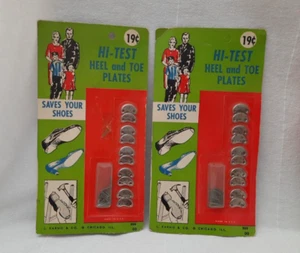 19¢
HI-TEST
HEEL and TOE
PLATES
SAVES YOUR
SHOES
19¢
HI-TEST
HEEL and TOE
PLATES
SAVES YOUR
SHOES